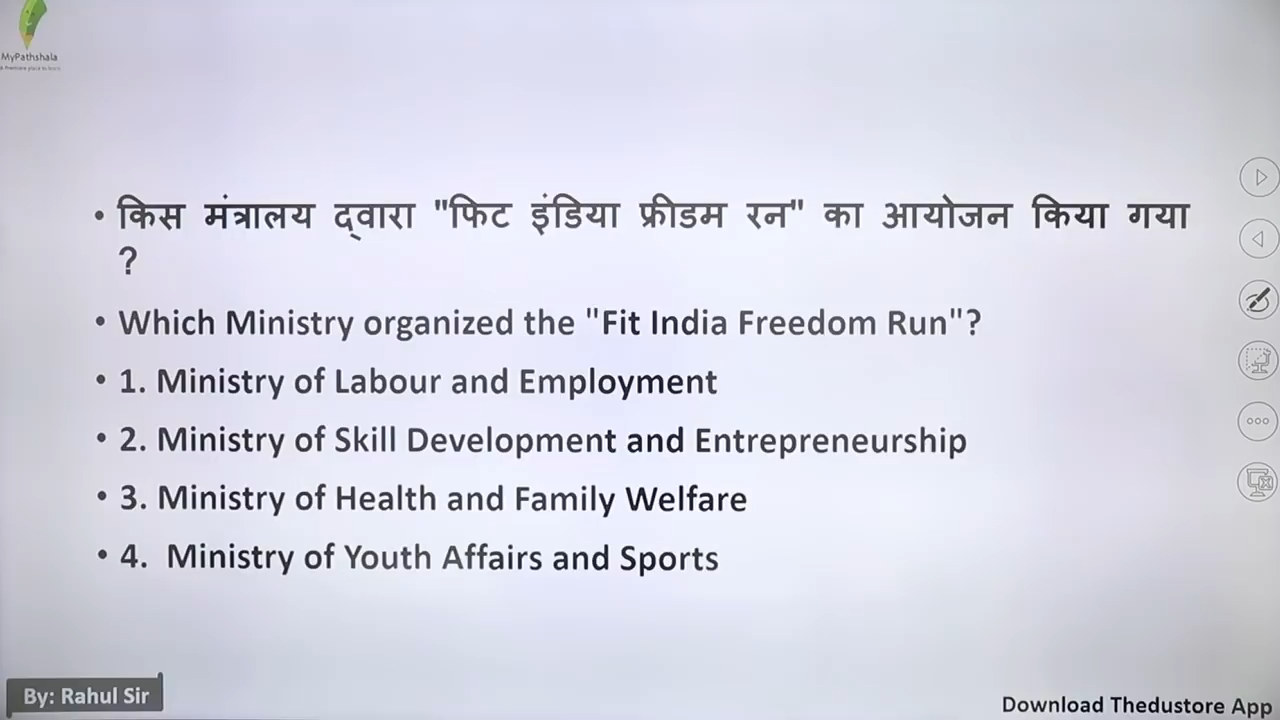 MyPathshala
• किस मंत्रालय द्वारा "फिट इंडिया फ्रीडम रन" का आयोजन किया गया
?
• Which Ministry organized the "Fit India Freedom Run"?
• 1. Ministry of Labour and Employment
• 2. Ministry of Skill Development and Entrepreneurship
• 3. Ministry of Health and Family Welfare
• 4. Ministry of Youth Affairs and Sports
By: Rahul Sir
Download Thedustore App